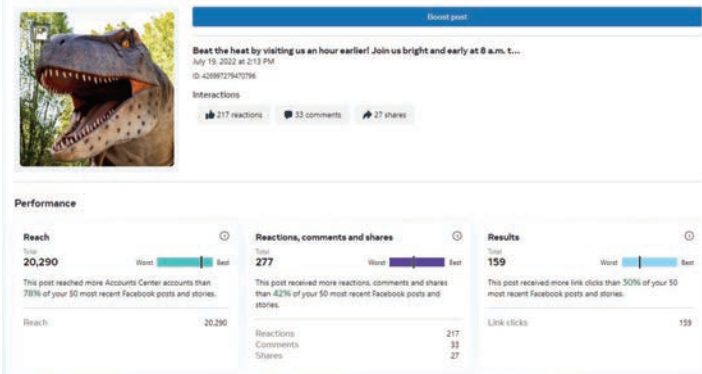 Boost post
Beat the heat by visiting us an hour earlier! Join us bright and early at 8 a.m. t...
July 19, 2022 at 2:13 PM
ID: 426997279470796
Interactions
217 reactions 33 comments 27 shares
Performance
Reach
Total
20,290
Worst Best
This post reached more Accounts Center accounts than
78% of your 50 most recent Facebook posts and stories.
Reach 20,290
Reactions, comments and shares
Total
277
Worst Best
This post received more reactions, comments and shares
than 42% of your 50 most recent Facebook posts and
stories.
Reactions 217
Comments 33
Shares 27
Results
Total
159
Worst Best
This post received more link clicks than 30% of your 50
most recent Facebook posts and stories.
Link clicks 159